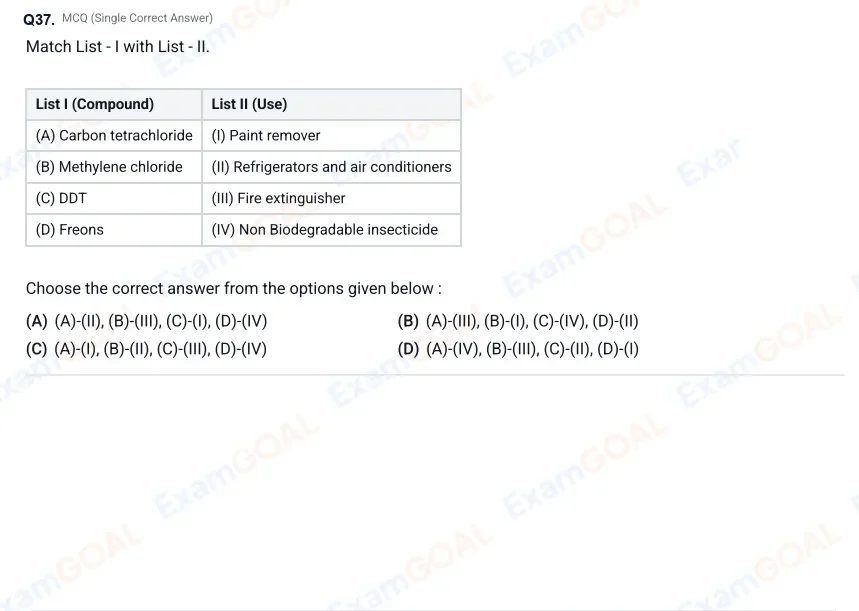 Q37. MCQ (Single Correct Answer)
Match List - I with List - II.
List I (Compound) List II (Use)
(A) Carbon tetrachloride (I) Paint remover
(B) Methylene chloride (II) Refrigerators and air conditioners
(C) DDT (III) Fire extinguisher
(D) Freons (IV) Non Biodegradable insecticide
Choose the correct answer from the options given below :
(A) (A)-(II), (B)-(III), (C)-(I), (D)-(IV) (B) (A)-(III), (B)-(I), (C)-(IV), (D)-(II)
(C) (A)-(I), (B)-(II), (C)-(III), (D)-(IV) (D) (A)-(IV), (B)-(III), (C)-(II), (D)-(I)
ExamGOAL